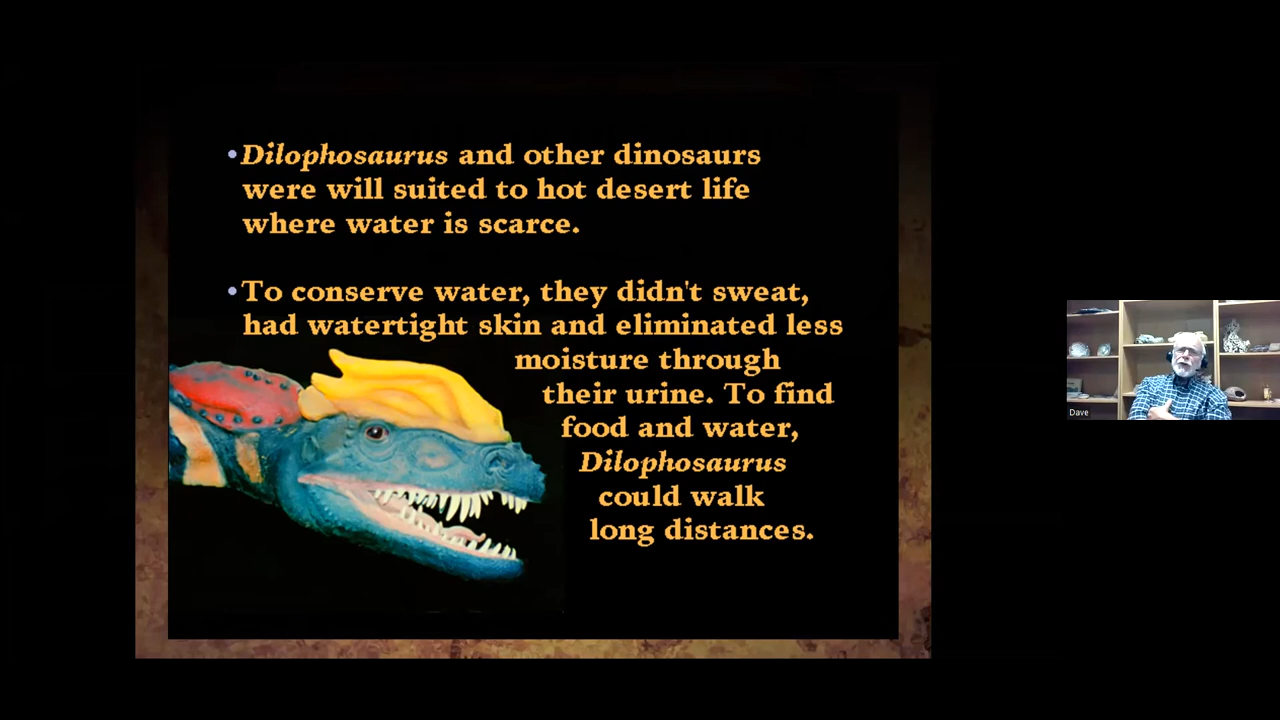 •Dilophosaurus and other dinosaurs
were will suited to hot desert life
where water is scarce.
•To conserve water, they didn't sweat,
had watertight skin and eliminated less
moisture through
their urine. To find
food and water,
Dilophosaurus
could walk
long distances.
Dave